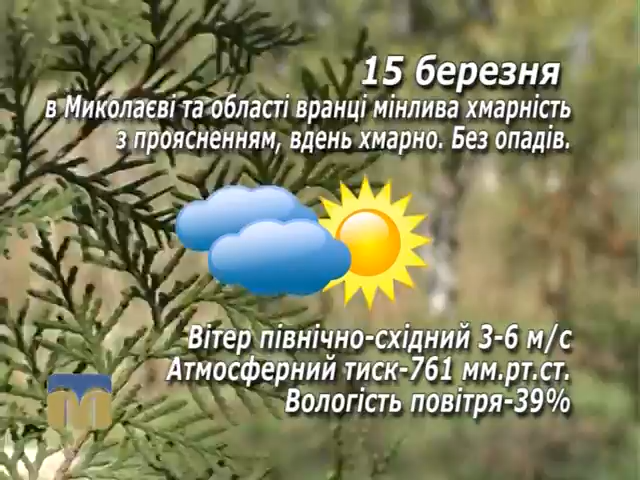 15 березня
в Миколаєві та області вранці мінлива хмарність
з проясненням, вдень хмарно. Без опадів.
Вітер північно-східний 3-6 м/с
Атмосферний тиск-761 мм.рт.ст.
Вологість повітря-39%